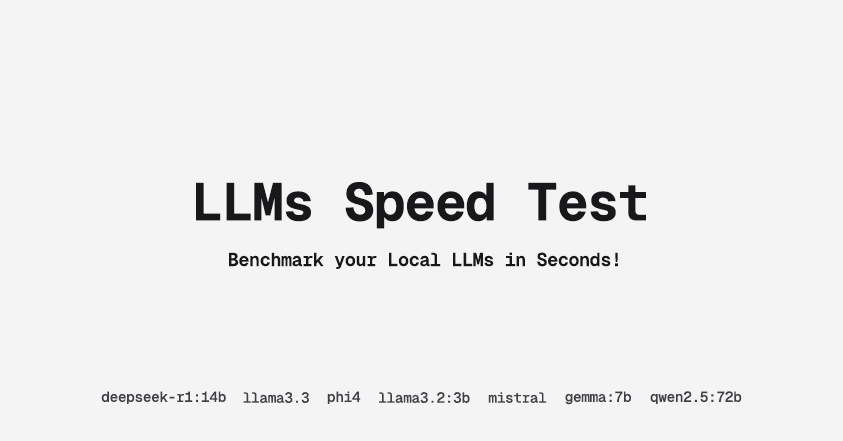 LLMs Speed Test
Benchmark your Local LLMs in Seconds!
deepseek-r1:14b llama3.3 phi4 llama3.2:3b mistral gemma:7b qwen2.5:72b